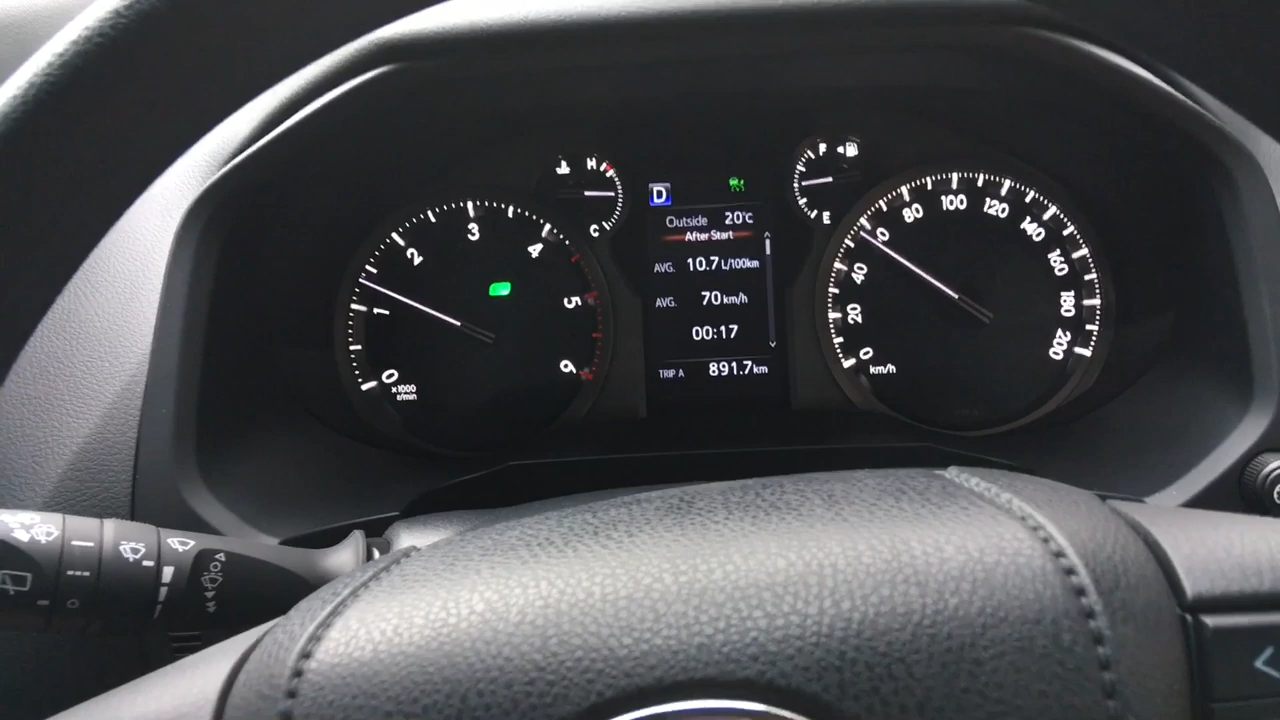 H
C
0
1
2
3
4
5
6
x1000
r/min
D
Outside 20°C
After Start
AVG. 10.7 L/100km
AVG. 70 km/h
00:17
TRIP A 891.7 km
F
E
0
20
40
80
100
120
140
160
180
200
km/h